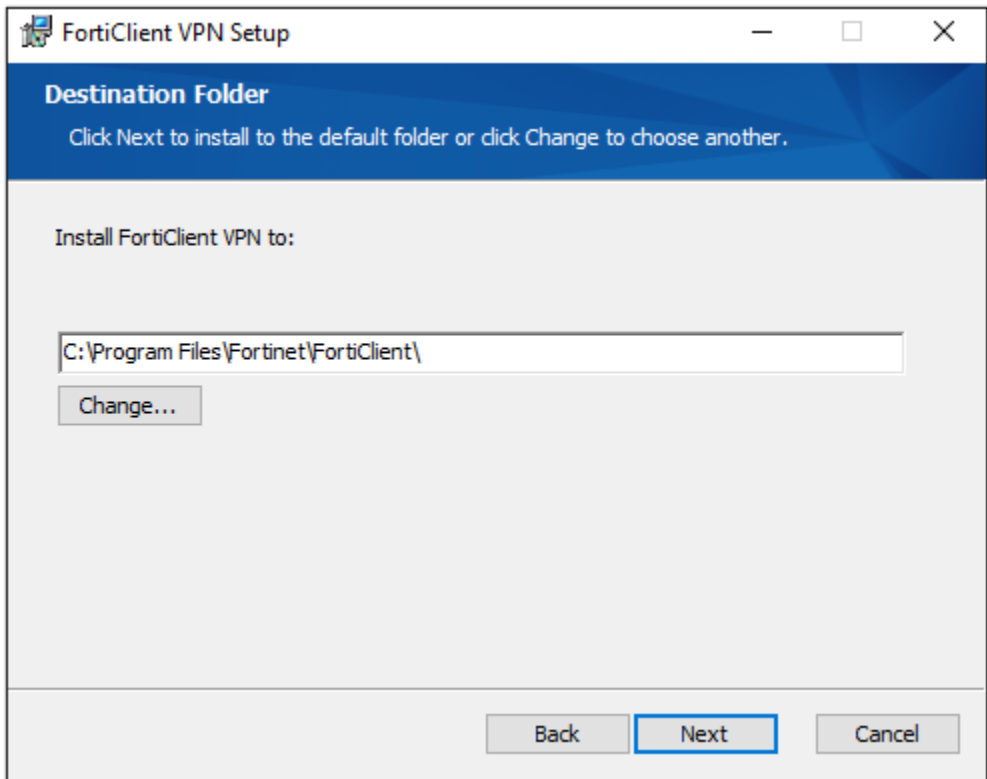 FortiClient VPN Setup
Destination Folder
Click Next to install to the default folder or click Change to choose another.
Install FortiClient VPN to:
C:\Program Files\Fortinet\FortiClient\
Change...
Back Next Cancel